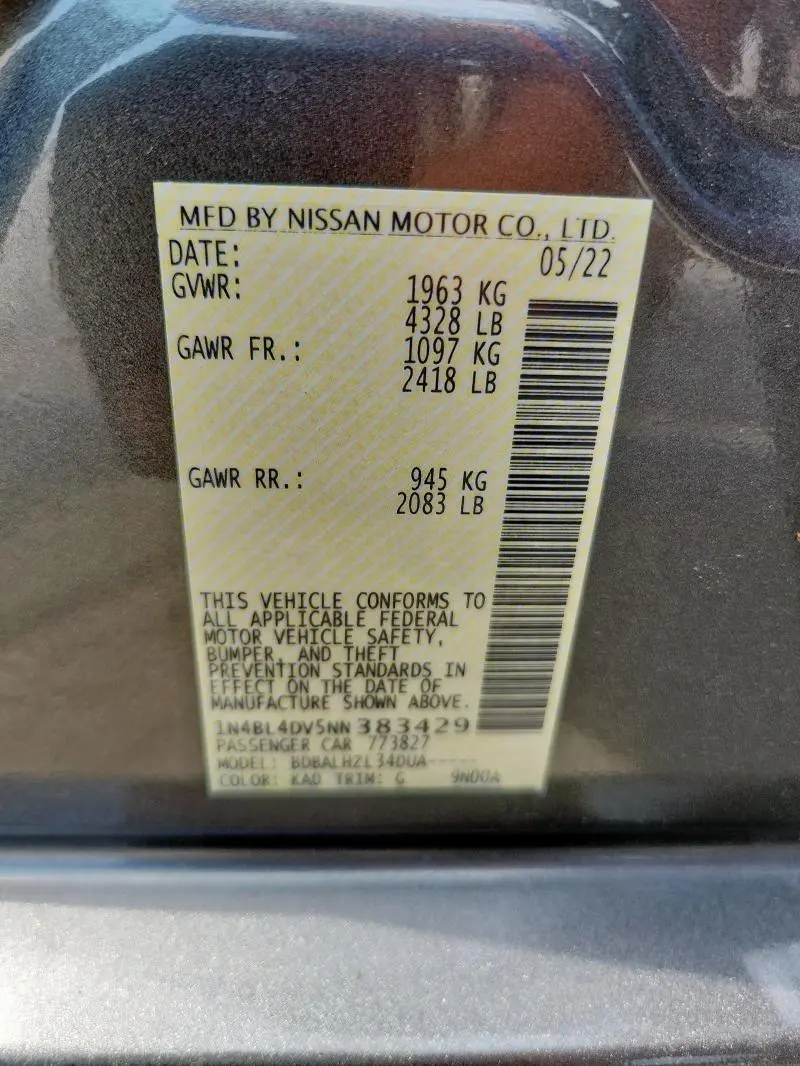 MFD BY NISSAN MOTOR CO., LTD.
DATE: 05/22
GVWR: 1963 KG
4328 LB
GAWR FR.: 1097 KG
2418 LB
GAWR RR.: 945 KG
2083 LB
THIS VEHICLE CONFORMS TO
ALL APPLICABLE FEDERAL
MOTOR VEHICLE SAFETY,
BUMPER, AND THEFT
PREVENTION STANDARDS IN
EFFECT ON THE DATE OF
MANUFACTURE SHOWN ABOVE.
1N4BL4DV5NN383429
PASSENGER CAR 773827
MODEL: BDBALHZL34DUA-----
COLOR: KAD TRIM: G 9N00A